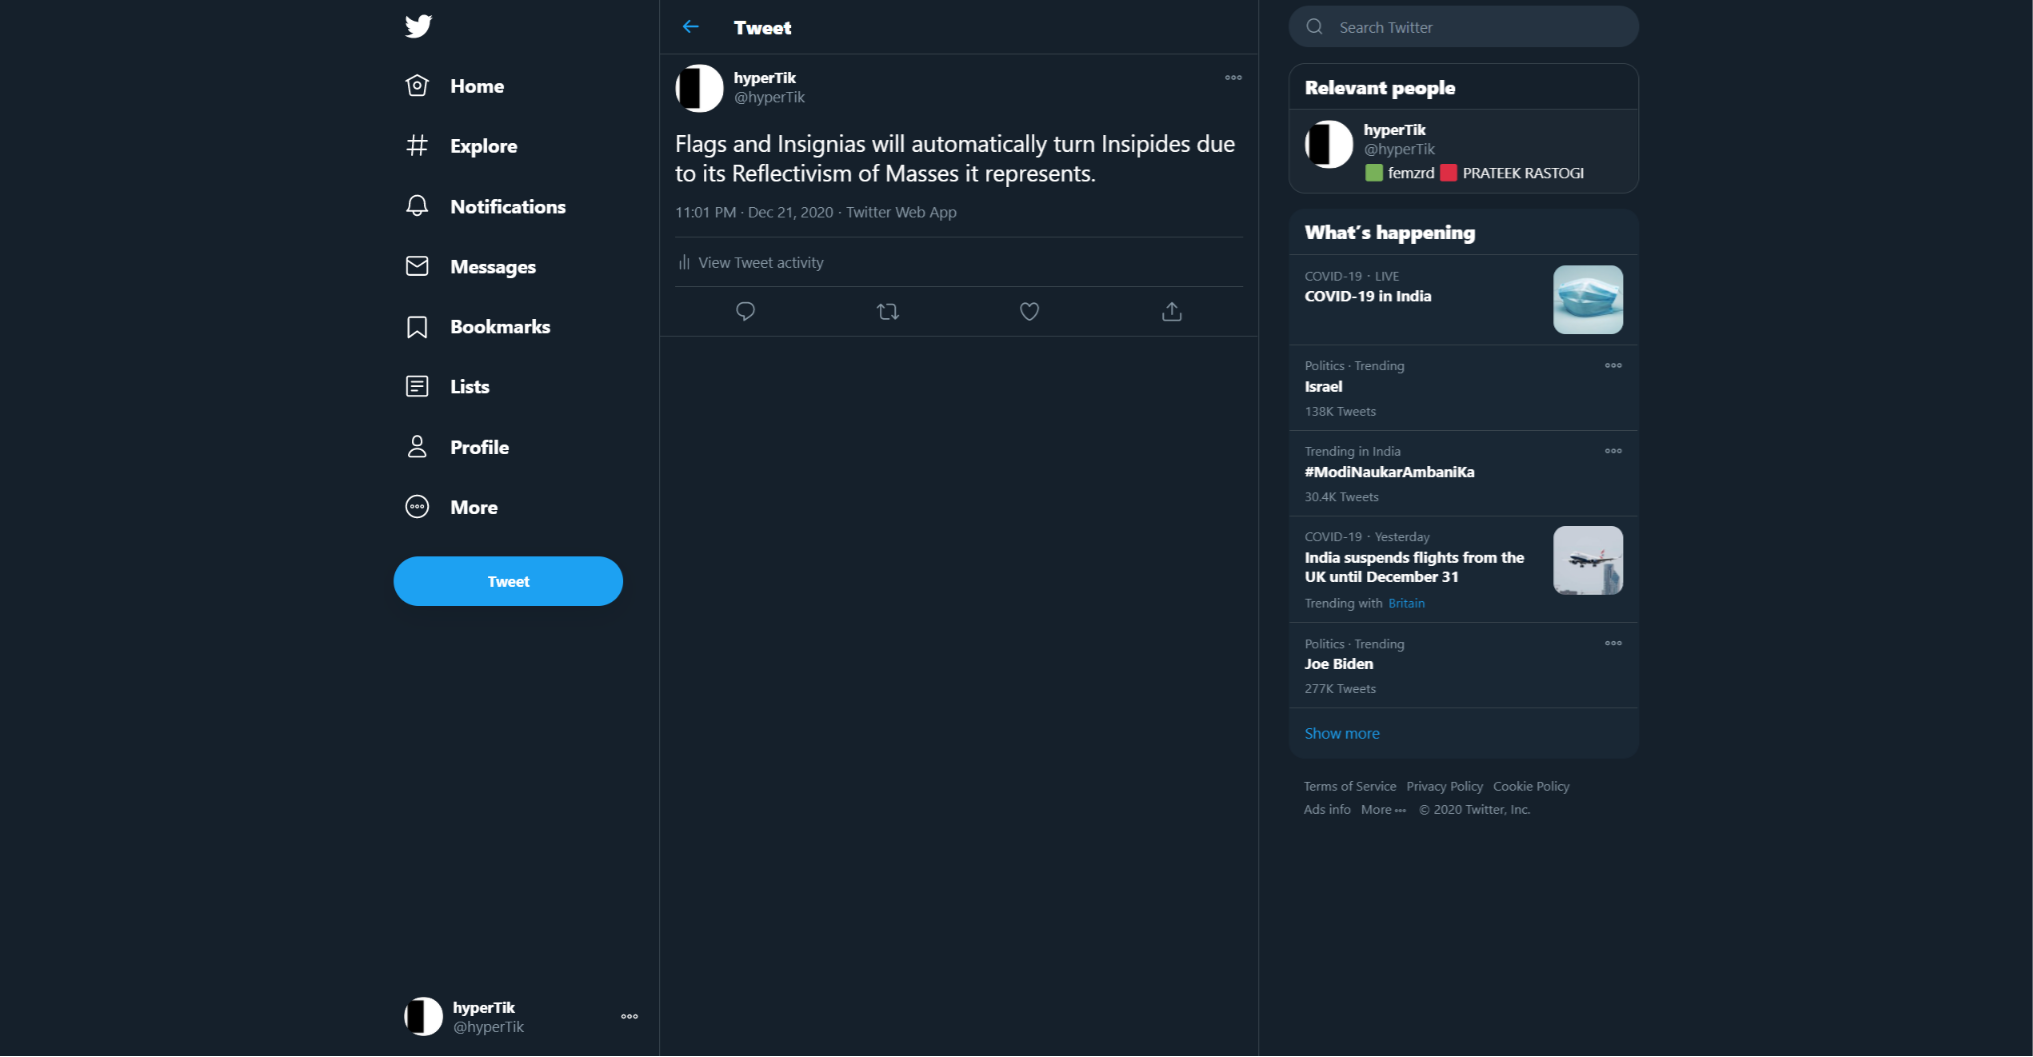 Home
Explore
Notifications
Messages
Bookmarks
Lists
Profile
More
Tweet
hyperTik
@hyperTik
Tweet
hyperTik
@hyperTik
Flags and Insignias will automatically turn Insipides due
to its Reflectivism of Masses it represents.
11:01 PM · Dec 21, 2020 · Twitter Web App
View Tweet activity
Search Twitter
Relevant people
hyperTik
@hyperTik
femzrd PRATEEK RASTOGI
What's happening
COVID-19 · LIVE
COVID-19 in India
Politics · Trending
Israel
138K Tweets
Trending in India
#ModiNaukarAmbaniKa
30.4K Tweets
COVID-19 · Yesterday
India suspends flights from the
UK until December 31
Trending with Britain
Politics · Trending
Joe Biden
277K Tweets
Show more
Terms of Service Privacy Policy Cookie Policy
Ads info More ··· © 2020 Twitter, Inc.